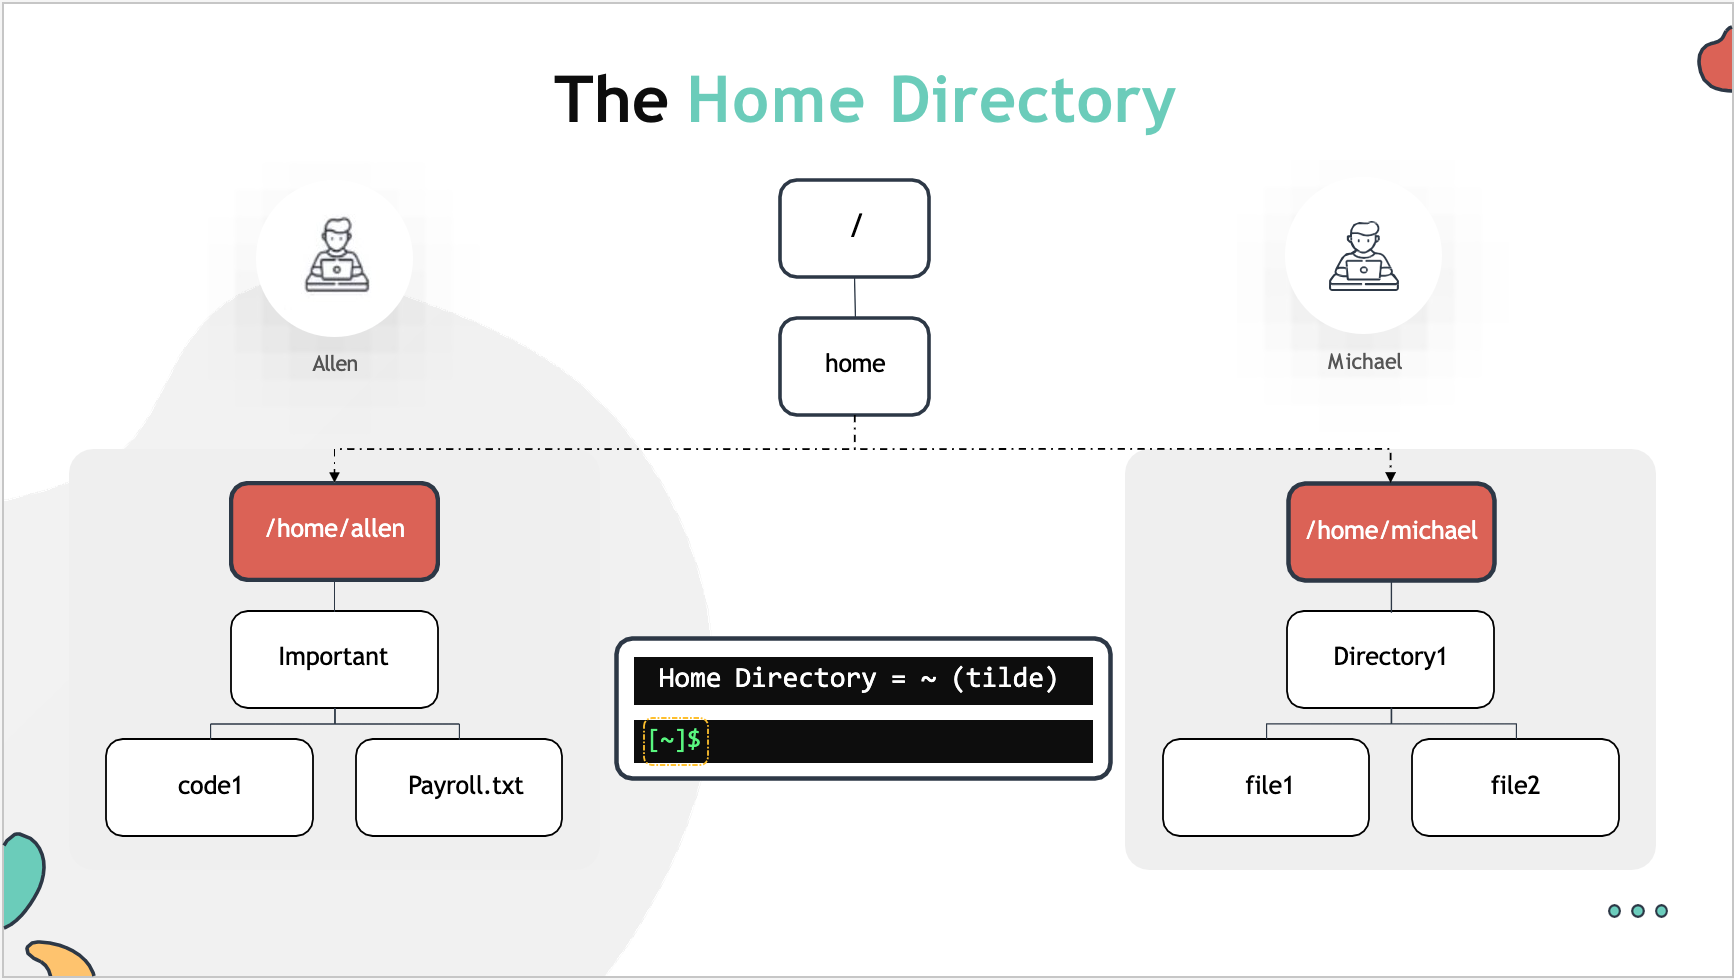 The Home Directory
/
home
Allen
Michael
/home/allen
/home/michael
Important
Directory1
Home Directory = ~ (tilde)
[~]$
code1
Payroll.txt
file1
file2